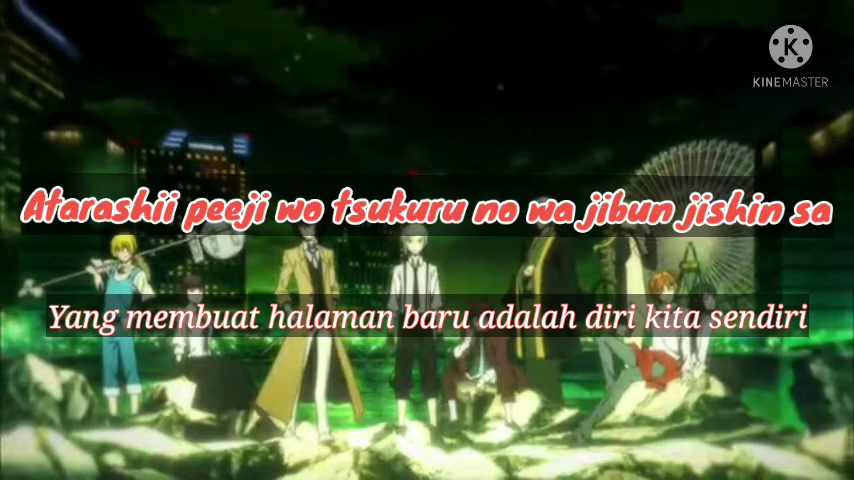 K
KINEMASTER
Atarashii peeji wo tsukuru no wa jibun jishin sa
Yang membuat halaman baru adalah diri kita sendiri